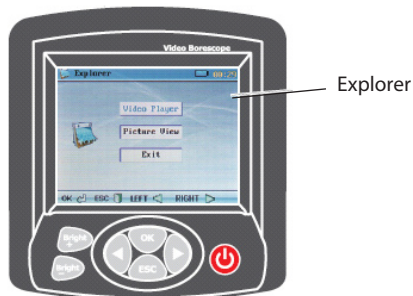 Video Borescope
Explorer
Explorer
Video Player
Picture View
Exit
OK ESC LEFT RIGHT
Bright
+
OK
Bright
-
ESC